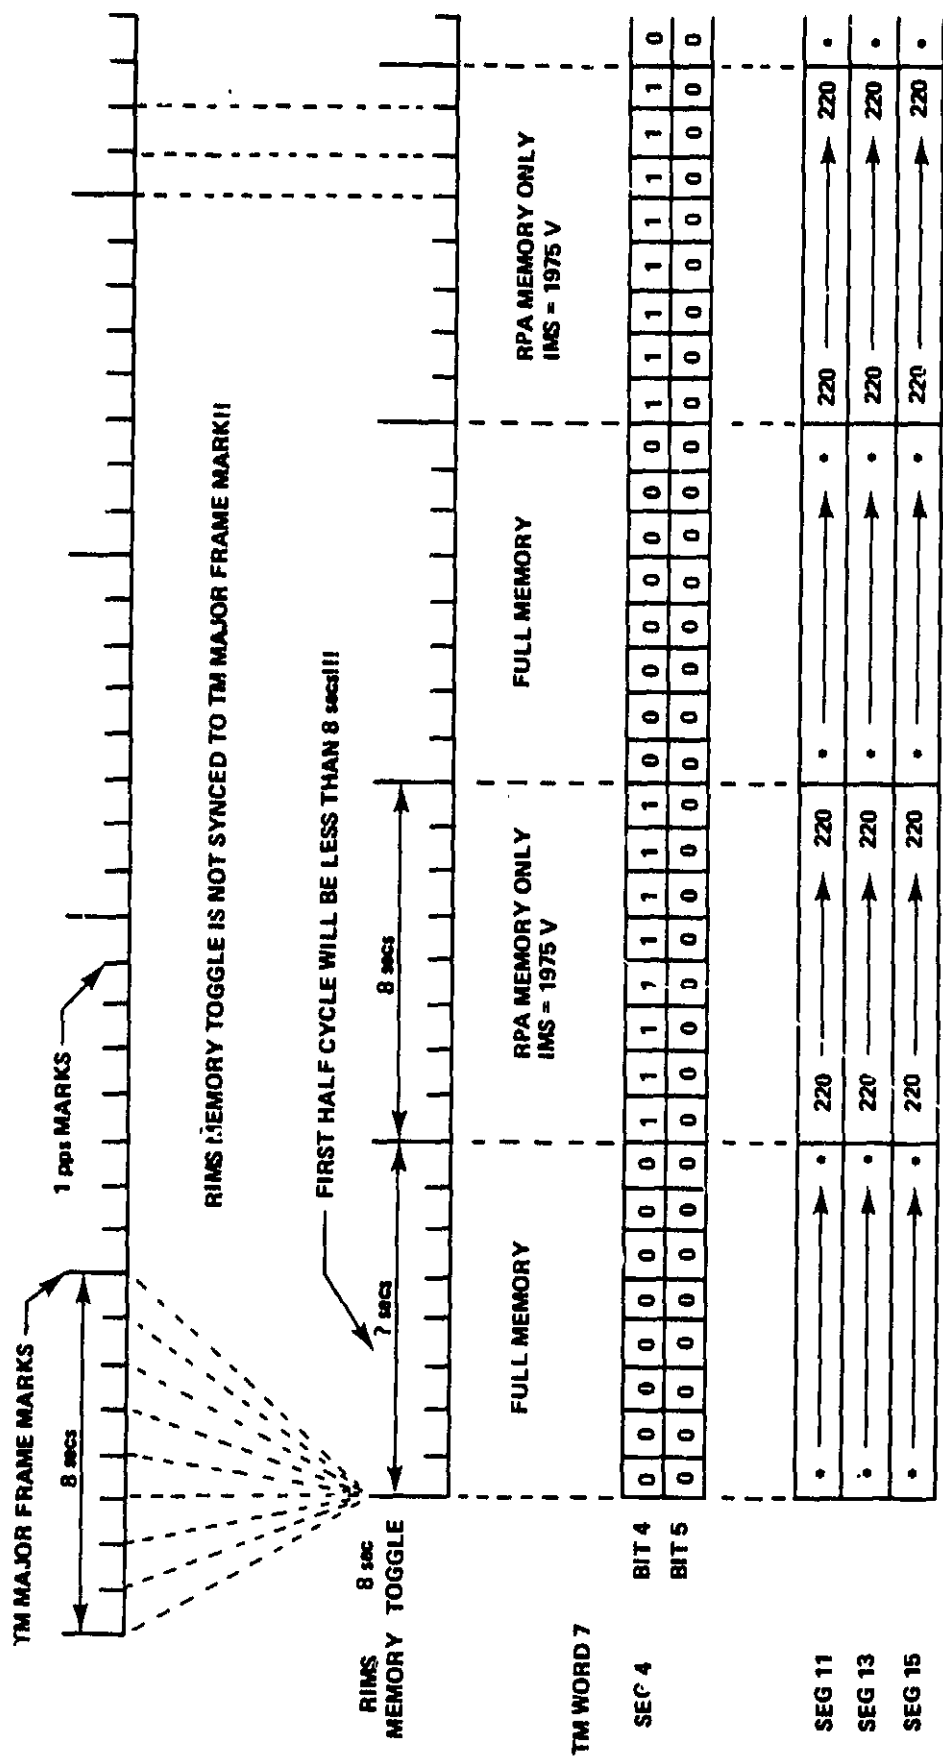 TM MAJOR FRAME MARKS
8 secs
1 pps MARKS
RIMS MEMORY TOGGLE IS NOT SYNCED TO TM MAJOR FRAME MARK!!
FIRST HALF CYCLE WILL BE LESS THAN 8 secs!!!
8 sec
RIMS
MEMORY TOGGLE
? secs
8 secs
FULL MEMORY
RPA MEMORY ONLY
IMS = 1975 V
FULL MEMORY
RPA MEMORY ONLY
IMS = 1975 V
TM WORD 7
SEG 4 BIT 4 0 0 0 0 0 0 0 0 1 1 1 1 1 1 1 1 0 0 0 0 0 0 0 0 1 1 1 1 1 1 1 1 0
BIT 5 0 0 0 0 0 0 0 0 0 0 0 0 0 0 0 0 0 0 0 0 0 0 0 0 0 0 0 0 0 0 0 0 0
SEG 11 • • 220 220 • • 220 220 •
SEG 13 • • 220 220 • • 220 220 •
SEG 15 • • 220 220 • • 220 220 •